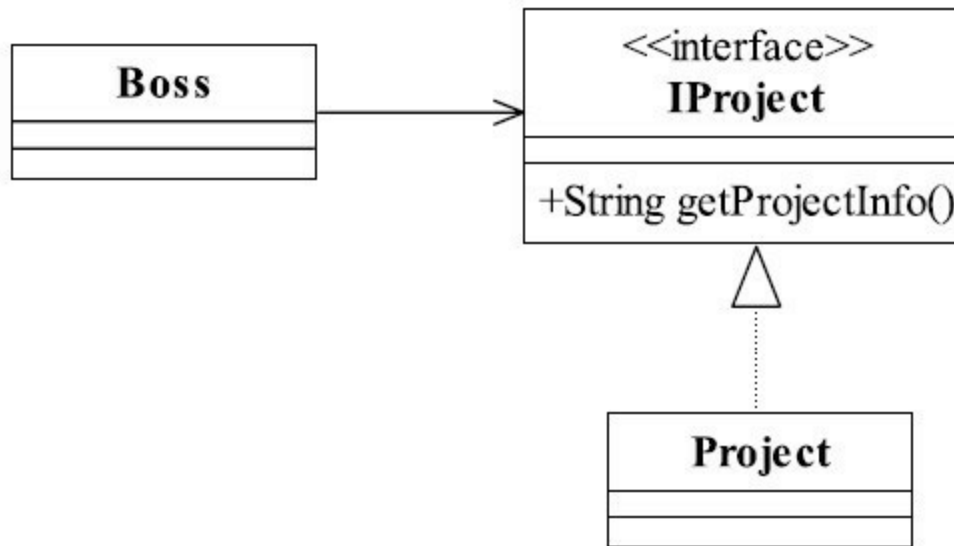 Boss
<<interface>>
IProject
+String getProjectInfo()
Project